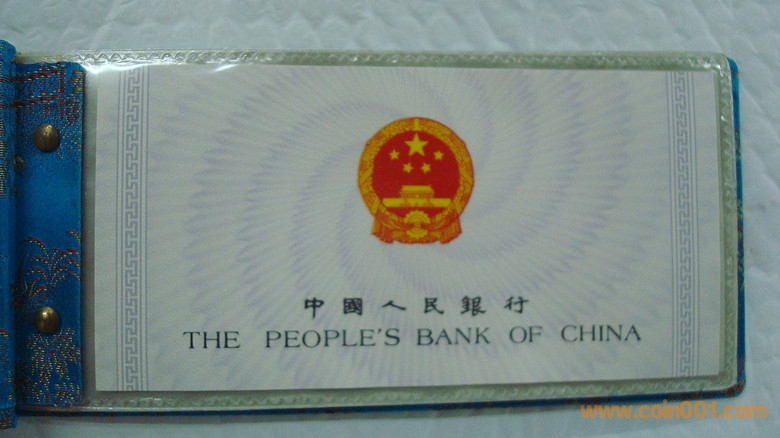 中國人民銀行
THE PEOPLE'S BANK OF CHINA
www.coin001.com